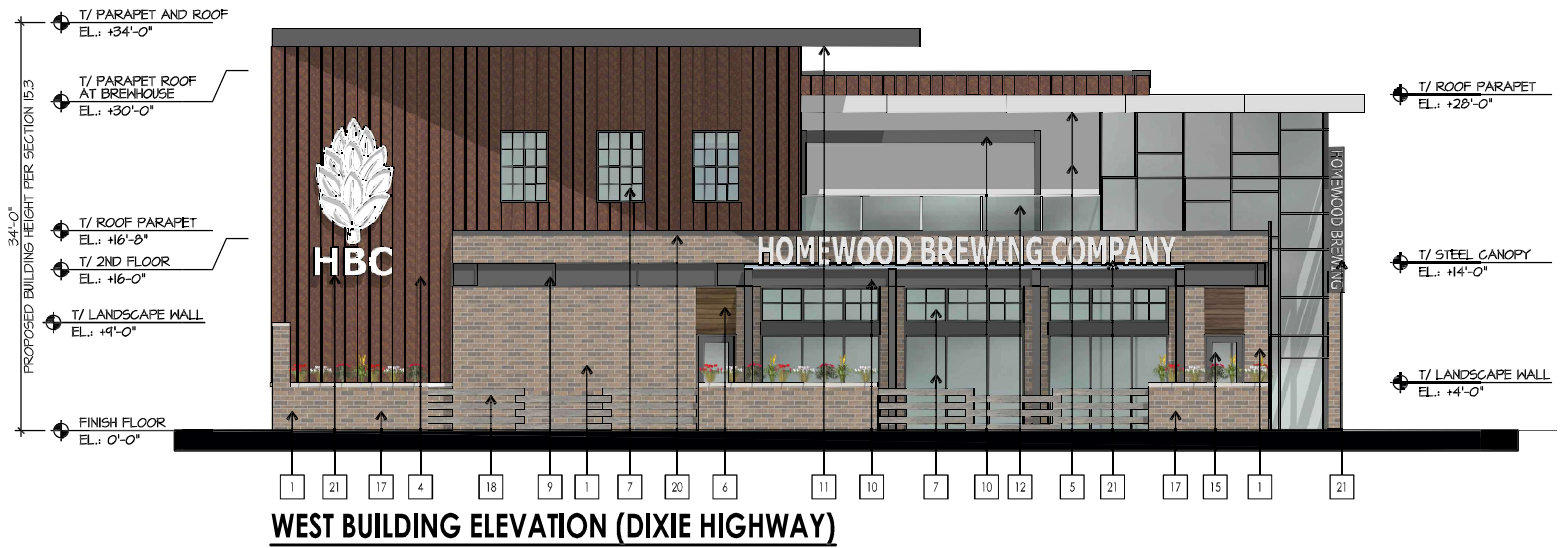 T/ PARAPET AND ROOF
EL.: +34'-0"
T/ PARAPET ROOF
AT BREWHOUSE
EL.: +30'-0"
T/ ROOF PARAPET
EL.: +16'-8"
T/ 2ND FLOOR
EL.: +16-0"
T/ LANDSCAPE WALL
EL.: +9'-0"
FINISH FLOOR
EL.: 0'-0"
34'-0"
PROPOSED BUILDING HEIGHT PER SECTION 15.3
HBC
HOMEWOOD BREWING COMPANY
HOMEWOOD BREWING
T/ ROOF PARAPET
EL.: +28'-0"
T/ STEEL CANOPY
EL.: +14'-0"
T/ LANDSCAPE WALL
EL.: +4'-0"
1 21 17 4 18 9 1 7 20 6 11 10 7 10 12 5 21 17 15 1 21
WEST BUILDING ELEVATION (DIXIE HIGHWAY)